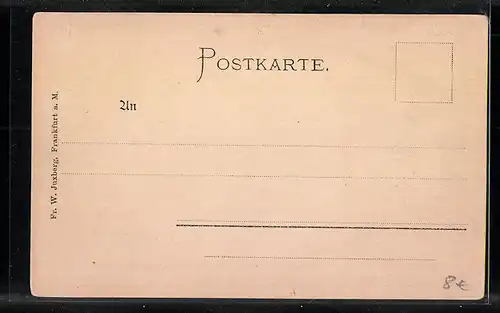 POSTKARTE.
An
Fr. W. Juxberg, Frankfurt a. M.
8€